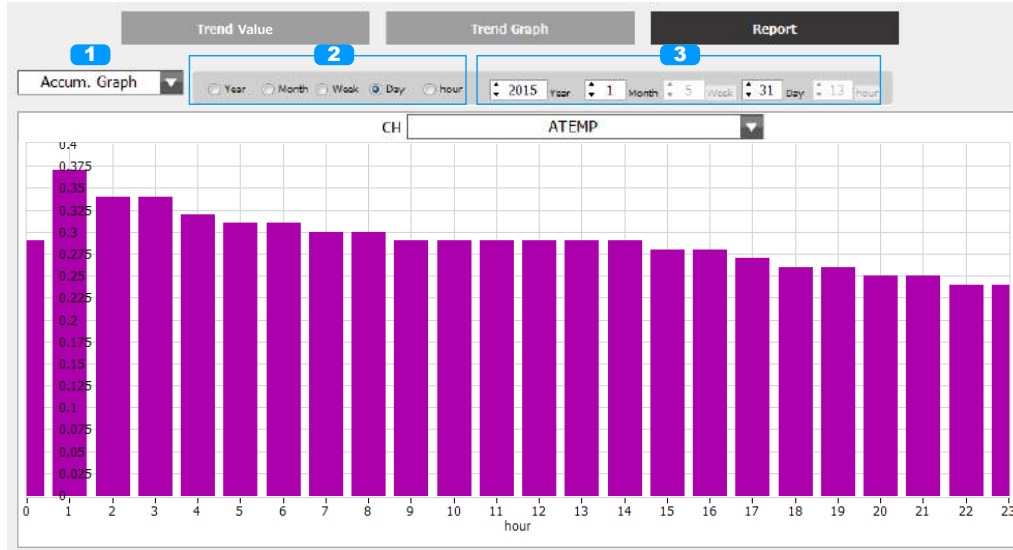 Trend Value Trend Graph Report
1 2 3
Accum. Graph Year Month Week Day hour 2015 Year 1 Month 5 Week 31 Day 13 hour
CH ATEMP
0.4
0.375
0.35
0.325
0.3
0.275
0.25
0.225
0.2
0.175
0.15
0.125
0.1
0.075
0.05
0.025
0
0 1 2 3 4 5 6 7 8 9 10 11 12 13 14 15 16 17 18 19 20 21 22 23
hour